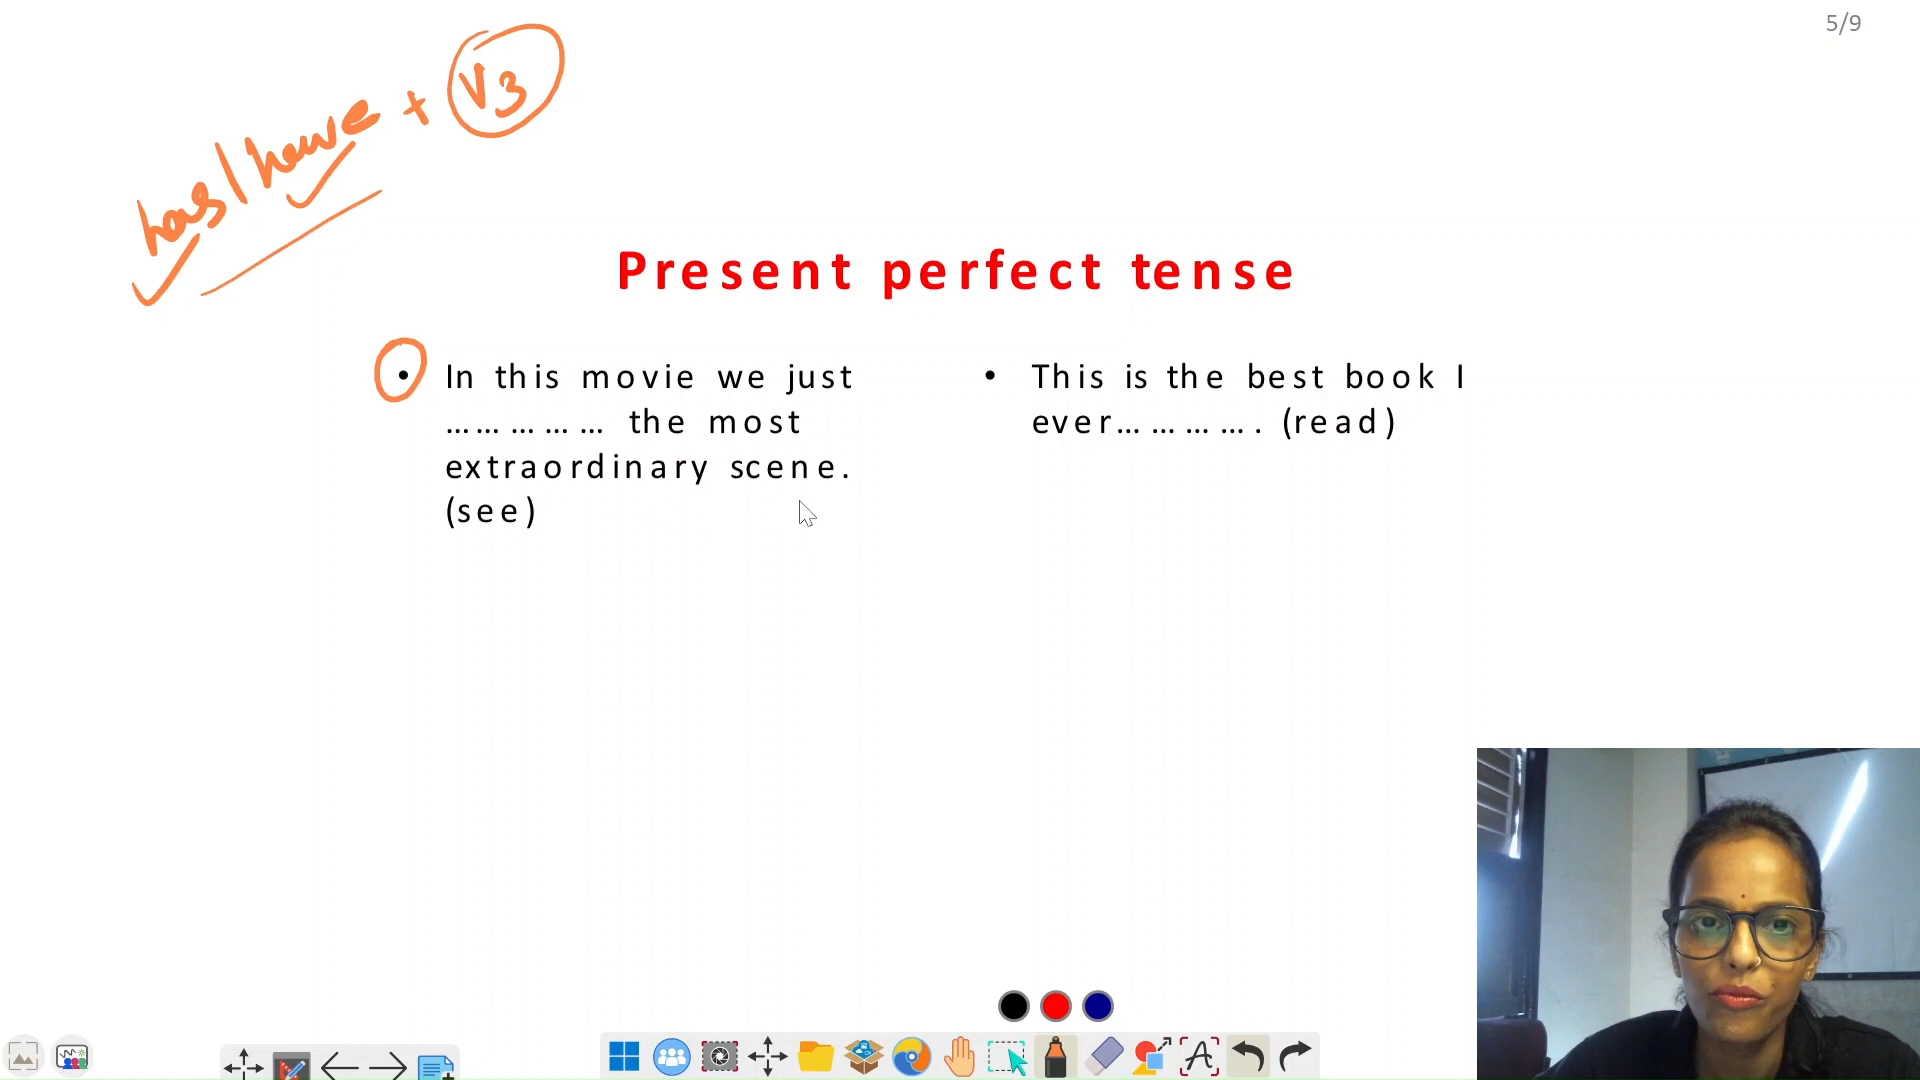 5/9
has/have + V3
Present perfect tense
• In this movie we just
…………… the most
extraordinary scene.
(see)
• This is the best book I
ever…………. (read)